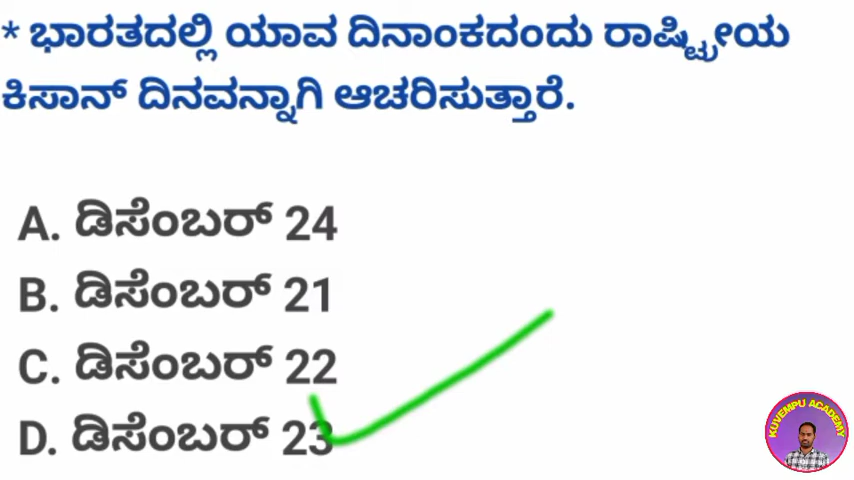 * ಭಾರತದಲ್ಲಿ ಯಾವ ದಿನಾಂಕದಂದು ರಾಷ್ಟ್ರೀಯ
ಕಿಸಾನ್ ದಿನವನ್ನಾಗಿ ಆಚರಿಸುತ್ತಾರೆ.
A. ಡಿಸೆಂಬರ್ 24
B. ಡಿಸೆಂಬರ್ 21
C. ಡಿಸೆಂಬರ್ 22
D. ಡಿಸೆಂಬರ್ 23
KUVEMPU ACADEMY